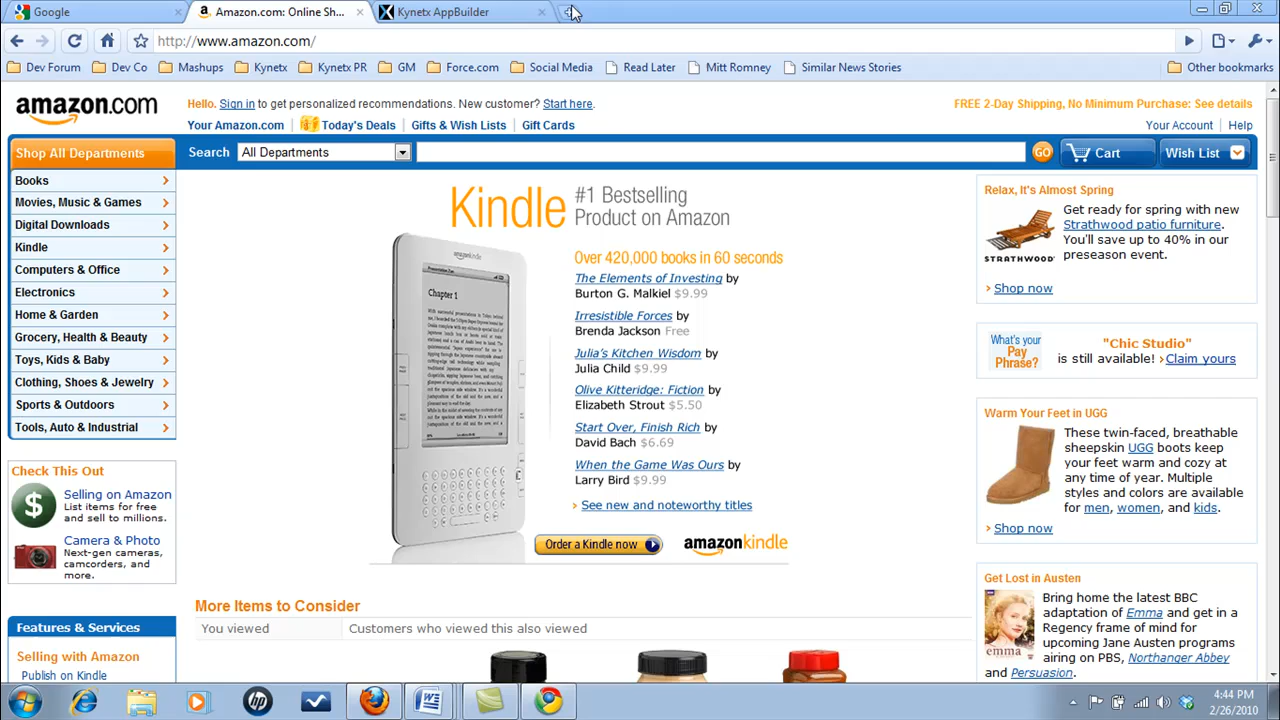 Google
Amazon.com: Online Sh...
Kynetx AppBuilder
http://www.amazon.com/
Dev Forum
Dev Co
Mashups
Kynetx
Kynetx PR
GM
Force.com
Social Media
Read Later
Mitt Romney
Similar News Stories
Other bookmarks
amazon.com
Hello. Sign in to get personalized recommendations. New customer? Start here.
FREE 2-Day Shipping, No Minimum Purchase: See details
Your Amazon.com
Today's Deals
Gifts & Wish Lists
Gift Cards
Your Account
Help
Shop All Departments
Search
All Departments
GO
Cart
Wish List
Books
Movies, Music & Games
Digital Downloads
Kindle
Computers & Office
Electronics
Home & Garden
Grocery, Health & Beauty
Toys, Kids & Baby
Clothing, Shoes & Jewelry
Sports & Outdoors
Tools, Auto & Industrial
Check This Out
$
Selling on Amazon
List items for free
and sell to millions.
Camera & Photo
Next-gen cameras,
camcorders, and
more.
Features & Services
Selling with Amazon
Publish on Kindle
Kindle
#1 Bestselling
Product on Amazon
amazonkindle
Chapter 1
Over 420,000 books in 60 seconds
The Elements of Investing by
Burton G. Malkiel $9.99
Irresistible Forces by
Brenda Jackson Free
Julia's Kitchen Wisdom by
Julia Child $9.99
Olive Kitteridge: Fiction by
Elizabeth Strout $5.50
Start Over, Finish Rich by
David Bach $6.69
When the Game Was Ours by
Larry Bird $9.99
See new and noteworthy titles
Order a Kindle now
amazonkindle
More Items to Consider
You viewed
Customers who viewed this also viewed
Relax, It's Almost Spring
STRATHWOOD
Get ready for spring with new
Strathwood patio furniture.
You'll save up to 40% in our
preseason event.
Shop now
What's your
Pay
Phrase?
"Chic Studio"
is still available! Claim yours
Warm Your Feet in UGG
These twin-faced, breathable
sheepskin UGG boots keep
your feet warm and cozy at
any time of year. Multiple
styles and colors are available
for men, women, and kids.
Shop now
Get Lost in Austen
emma
Bring home the latest BBC
adaptation of Emma and get in a
Regency frame of mind for
upcoming Jane Austen programs
airing on PBS, Northanger Abbey
and Persuasion.
hp
4:44 PM
2/26/2010